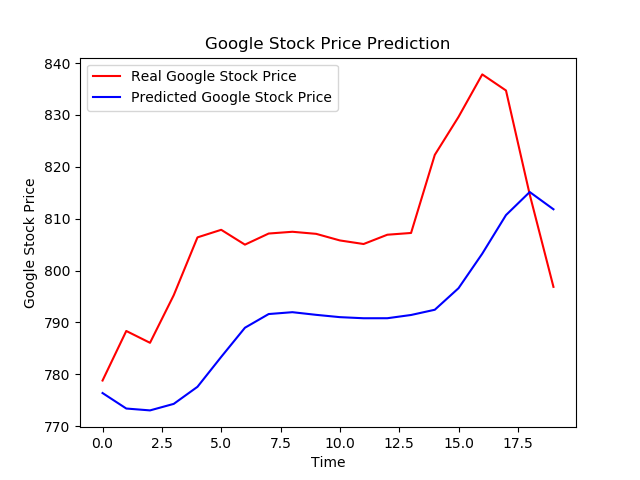 Google Stock Price Prediction
Real Google Stock Price
Predicted Google Stock Price
Google Stock Price
840
830
820
810
800
790
780
770
0.0 2.5 5.0 7.5 10.0 12.5 15.0 17.5
Time